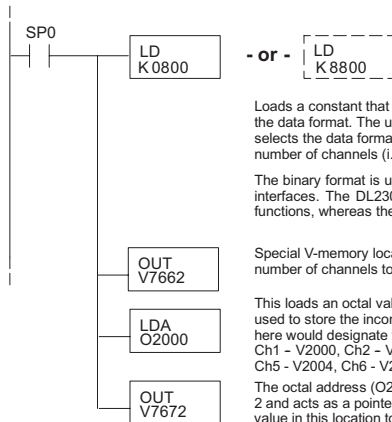 SP0
LD
K0800
- or -
LD
K8800
Loads a constant that
the data format. The u
selects the data forma
number of channels (i.
The binary format is u
interfaces. The DL230
functions, whereas the
OUT
V7662
Special V-memory loca
number of channels to
LDA
O2000
This loads an octal val
used to store the incor
here would designate
Ch1 - V2000, Ch2 - V
Ch5 - V2004, Ch6 - V2
OUT
V7672
The octal address (O2
2 and acts as a pointe
value in this location to